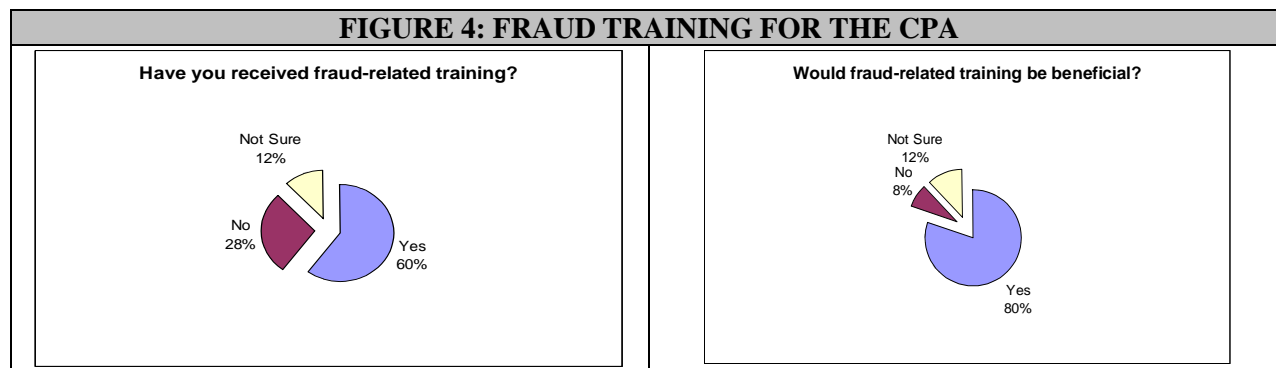 FIGURE 4: FRAUD TRAINING FOR THE CPA
Have you received fraud-related training?
Not Sure
12%
No
28%
Yes
60%
Would fraud-related training be beneficial?
Not Sure
12%
No
8%
Yes
80%